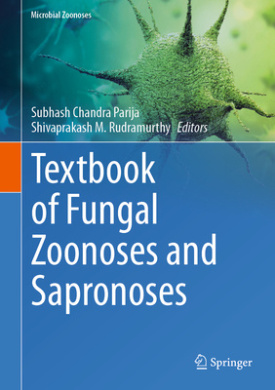 Microbial Zoonoses
Subhash Chandra Parija
Shivaprakash M. Rudramurthy Editors
Textbook
of Fungal
Zoonoses and
Sapronoses
Springer